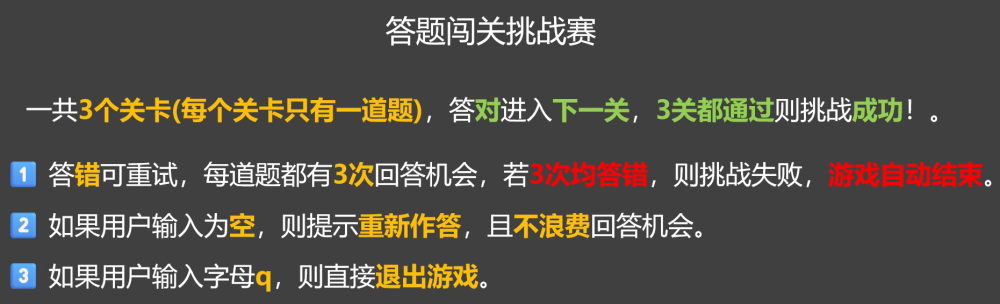 答题闯关挑战赛
一共3个关卡(每个关卡只有一道题)，答对进入下一关，3关都通过则挑战成功！。
1 答错可重试，每道题都有3次回答机会，若3次均答错，则挑战失败，游戏自动结束。
2 如果用户输入为空，则提示重新作答，且不浪费回答机会。
3 如果用户输入字母q，则直接退出游戏。